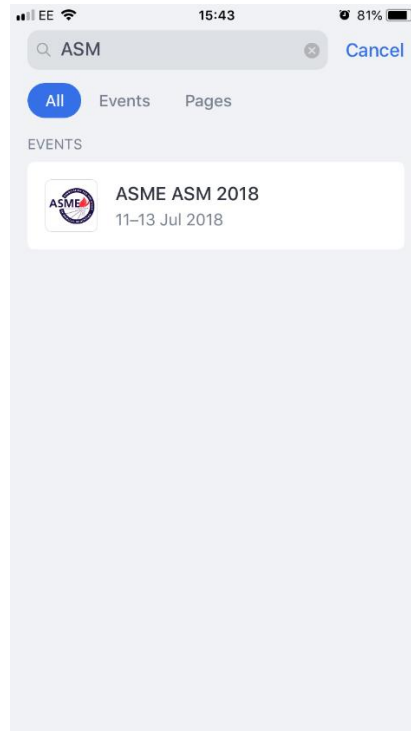 EE 15:43 81%
ASM Cancel
All Events Pages
EVENTS
ASME
ASME ASM 2018
11–13 Jul 2018